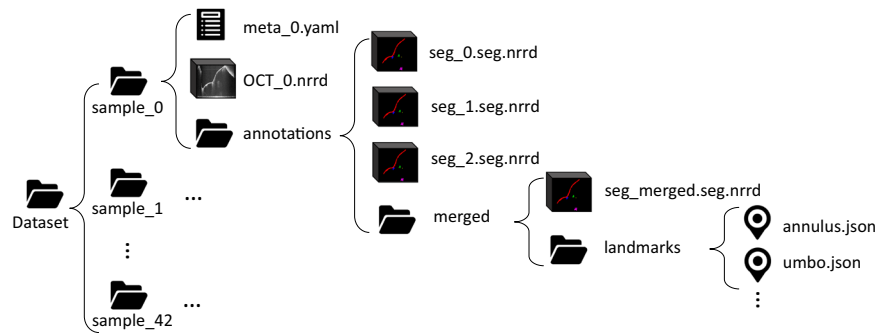 Dataset
sample_0
meta_0.yaml
OCT_0.nrrd
annotations
seg_0.seg.nrrd
seg_1.seg.nrrd
seg_2.seg.nrrd
merged
seg_merged.seg.nrrd
landmarks
annulus.json
umbo.json
⋮
sample_1
...
⋮
sample_42
...